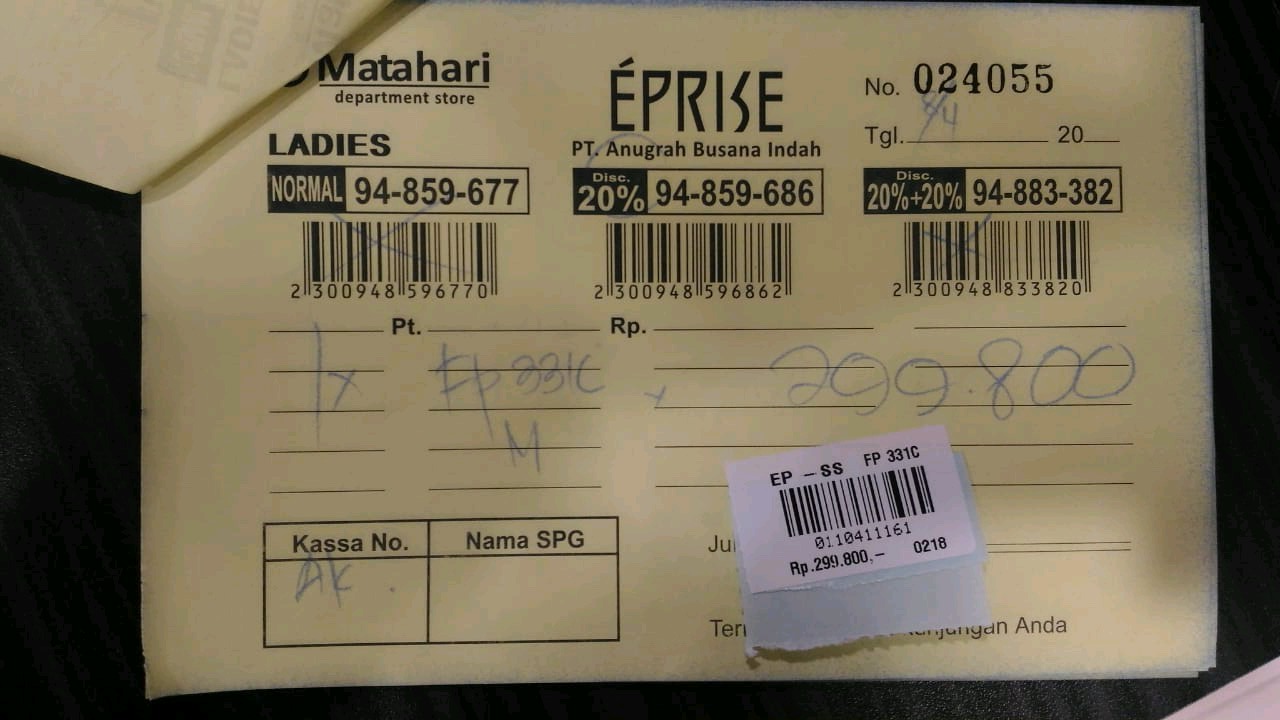 Matahari
department store
ÉPRISE
No. 024055
LADIES
PT. Anugrah Busana Indah
Tgl. 8/4 20
NORMAL 94-859-677
Disc. 20% 94-859-686
Disc. 20%+20% 94-883-382
2 300948 596770
2 300948 596862
2 300948 833820
Pt. Rp.
1x Fp 331C 299.800
M
EP - SS FP 331C
0110411161
Rp.299.800,- 0218
Kassa No. Nama SPG
AK .
Anda